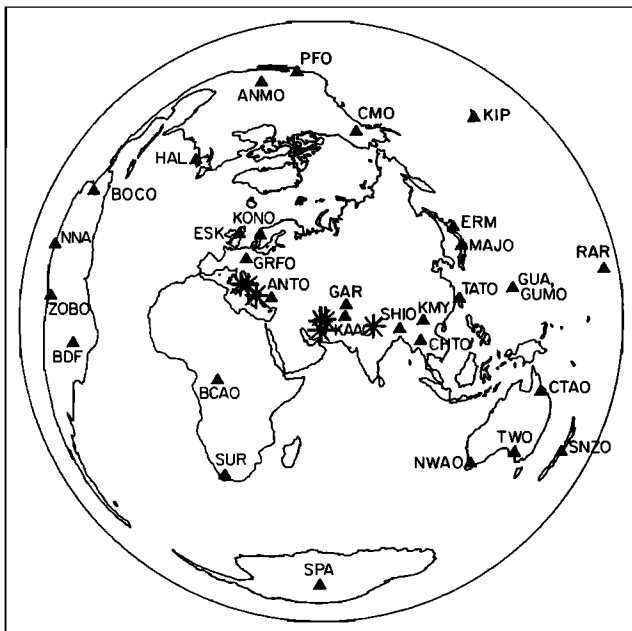 PFO
ANMO
CMO
KIP
HAL
BOCO
KONO
ESK
ERM
NNA
MAJO
GRFO
RAR
ANTO
GAR
TATO
GUA,
GUMO
ZOBO
KAAO
SHIO
KMY
BDF
CHTO
BCAO
CTAO
TWO
SNZO
SUR
NWAO
SPA